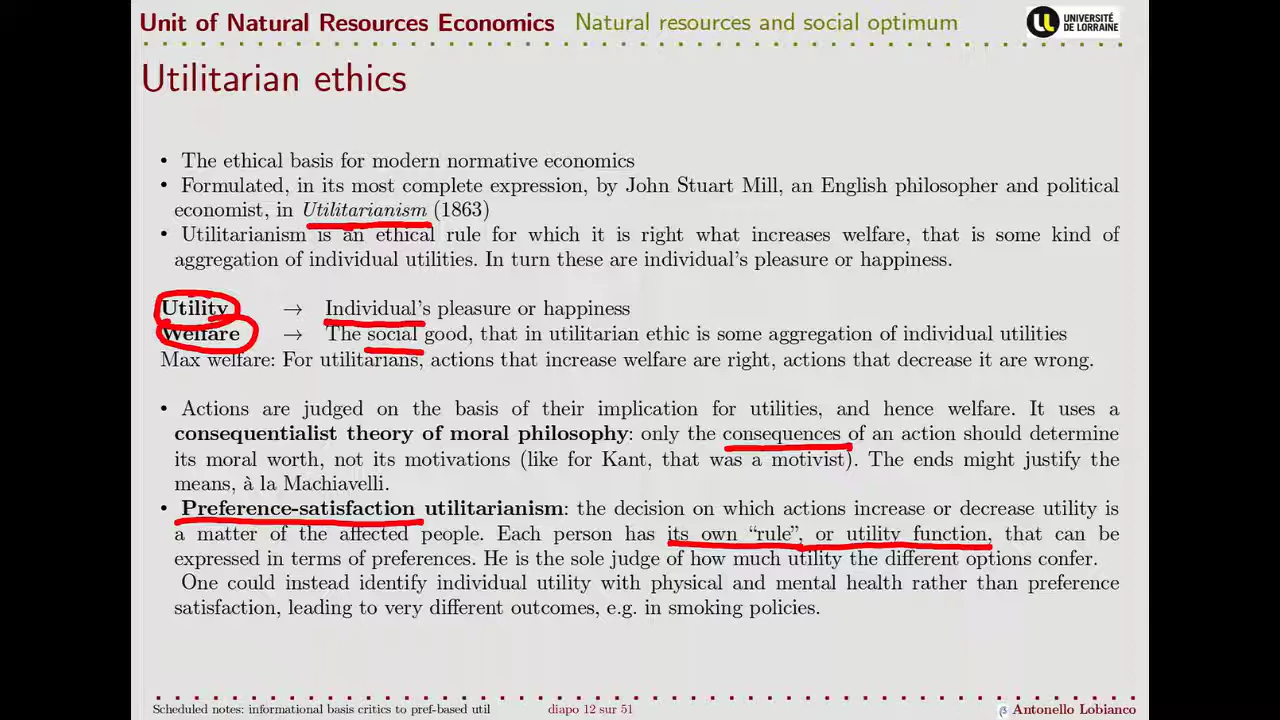 Unit of Natural Resources Economics Natural resources and social optimum
UNIVERSITÉ
DE LORRAINE
Utilitarian ethics
• The ethical basis for modern normative economics
• Formulated, in its most complete expression, by John Stuart Mill, an English philosopher and political
economist, in Utilitarianism (1863)
• Utilitarianism is an ethical rule for which it is right what increases welfare, that is some kind of
aggregation of individual utilities. In turn these are individual's pleasure or happiness.
Utility → Individual's pleasure or happiness
Welfare → The social good, that in utilitarian ethic is some aggregation of individual utilities
Max welfare: For utilitarians, actions that increase welfare are right, actions that decrease it are wrong.
• Actions are judged on the basis of their implication for utilities, and hence welfare. It uses a
consequentialist theory of moral philosophy: only the consequences of an action should determine
its moral worth, not its motivations (like for Kant, that was a motivist). The ends might justify the
means, à la Machiavelli.
• Preference-satisfaction utilitarianism: the decision on which actions increase or decrease utility is
a matter of the affected people. Each person has its own “rule”, or utility function, that can be
expressed in terms of preferences. He is the sole judge of how much utility the different options confer.
One could instead identify individual utility with physical and mental health rather than preference
satisfaction, leading to very different outcomes, e.g. in smoking policies.
Scheduled notes: informational basis critics to pref-based util diapo 12 sur 51 Antonello Lobianco